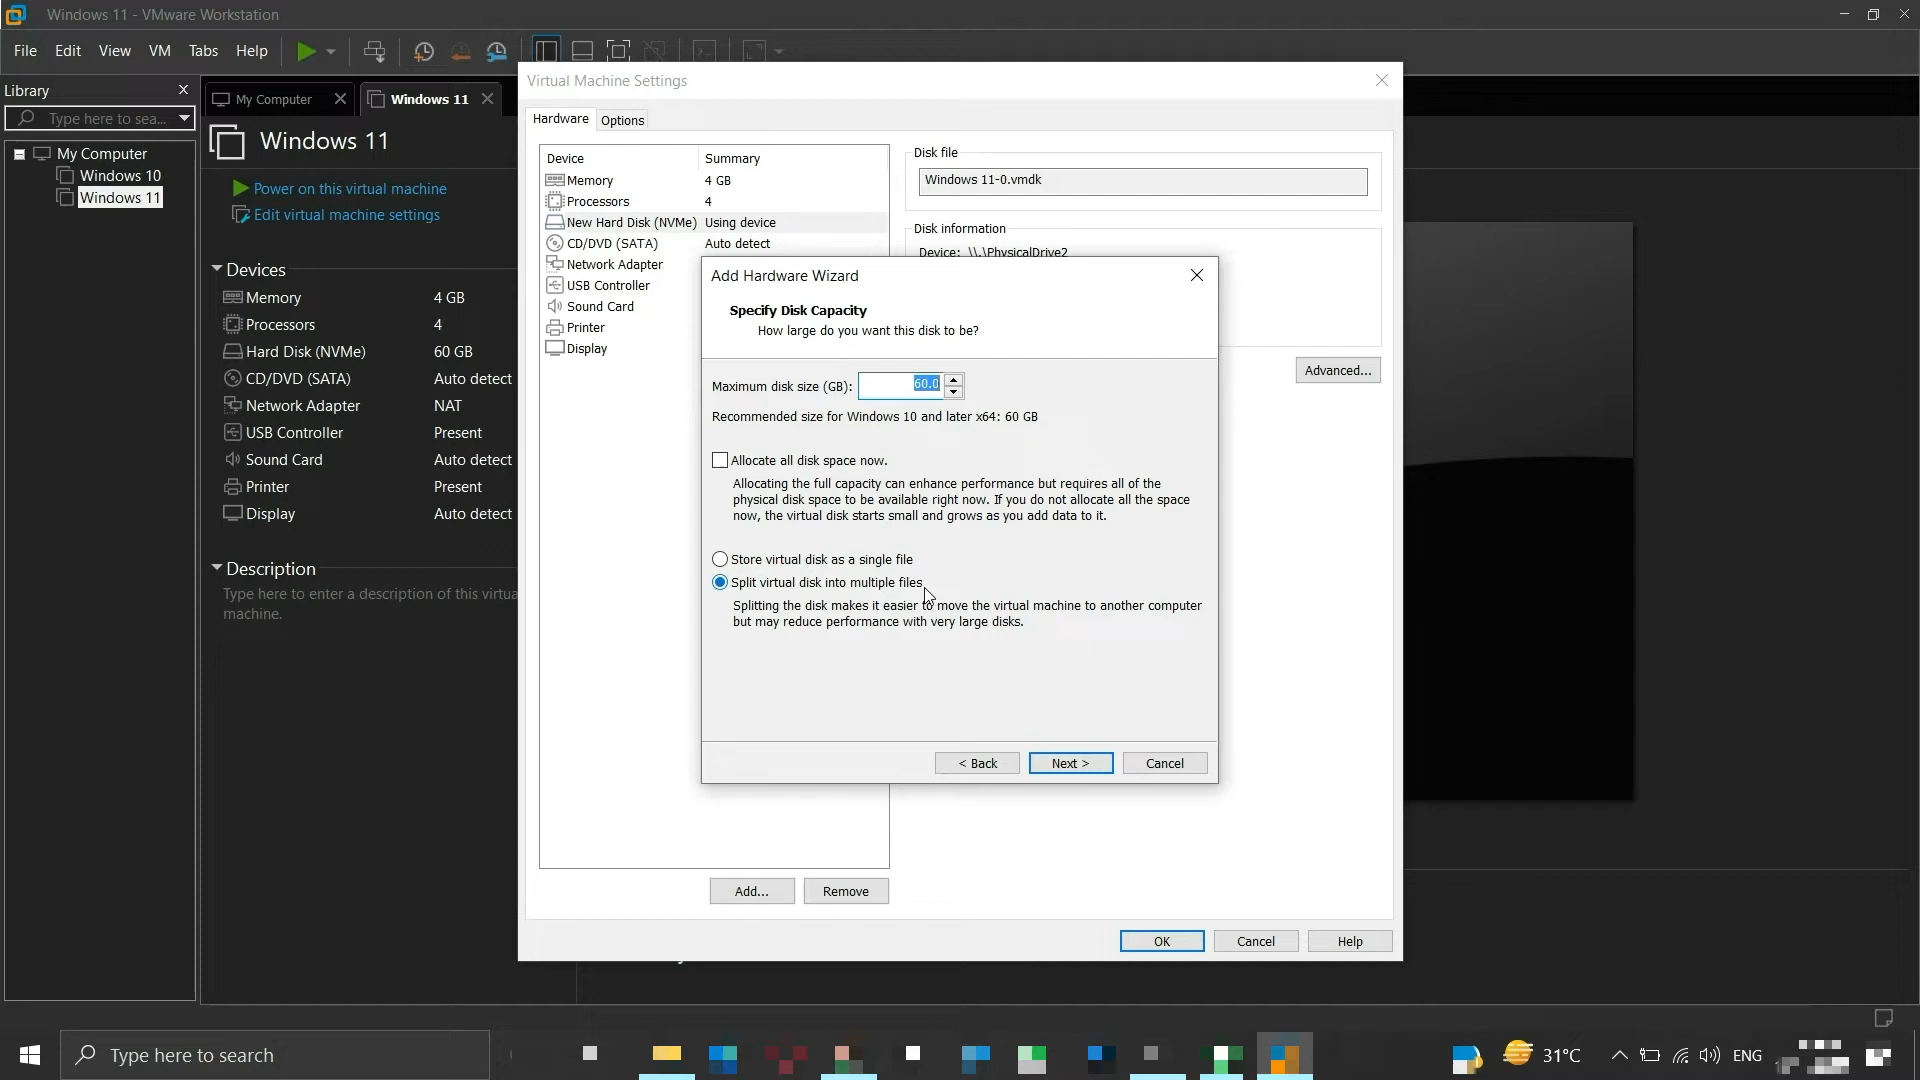 Windows 11 - VMware Workstation
File Edit View VM Tabs Help
Library
Type here to sea...
My Computer
Windows 10
Windows 11
My Computer
Windows 11
Windows 11
Power on this virtual machine
Edit virtual machine settings
Devices
Memory 4 GB
Processors 4
Hard Disk (NVMe) 60 GB
CD/DVD (SATA) Auto detect
Network Adapter NAT
USB Controller Present
Sound Card Auto detect
Printer Present
Display Auto detect
Description
Type here to enter a description of this virtua
machine.
Virtual Machine Settings
Hardware Options
Device Summary
Memory 4 GB
Processors 4
New Hard Disk (NVMe) Using device
CD/DVD (SATA) Auto detect
Network Adapter
USB Controller
Sound Card
Printer
Display
Add... Remove
Disk file
Windows 11-0.vmdk
Disk information
Device: \\.\PhysicalDrive2
Advanced...
Add Hardware Wizard
Specify Disk Capacity
How large do you want this disk to be?
Maximum disk size (GB): 60.0
Recommended size for Windows 10 and later x64: 60 GB
Allocate all disk space now.
Allocating the full capacity can enhance performance but requires all of the
physical disk space to be available right now. If you do not allocate all the space
now, the virtual disk starts small and grows as you add data to it.
Store virtual disk as a single file
Split virtual disk into multiple files
Splitting the disk makes it easier to move the virtual machine to another computer
but may reduce performance with very large disks.
< Back Next > Cancel
OK Cancel Help
Type here to search
31°C
ENG